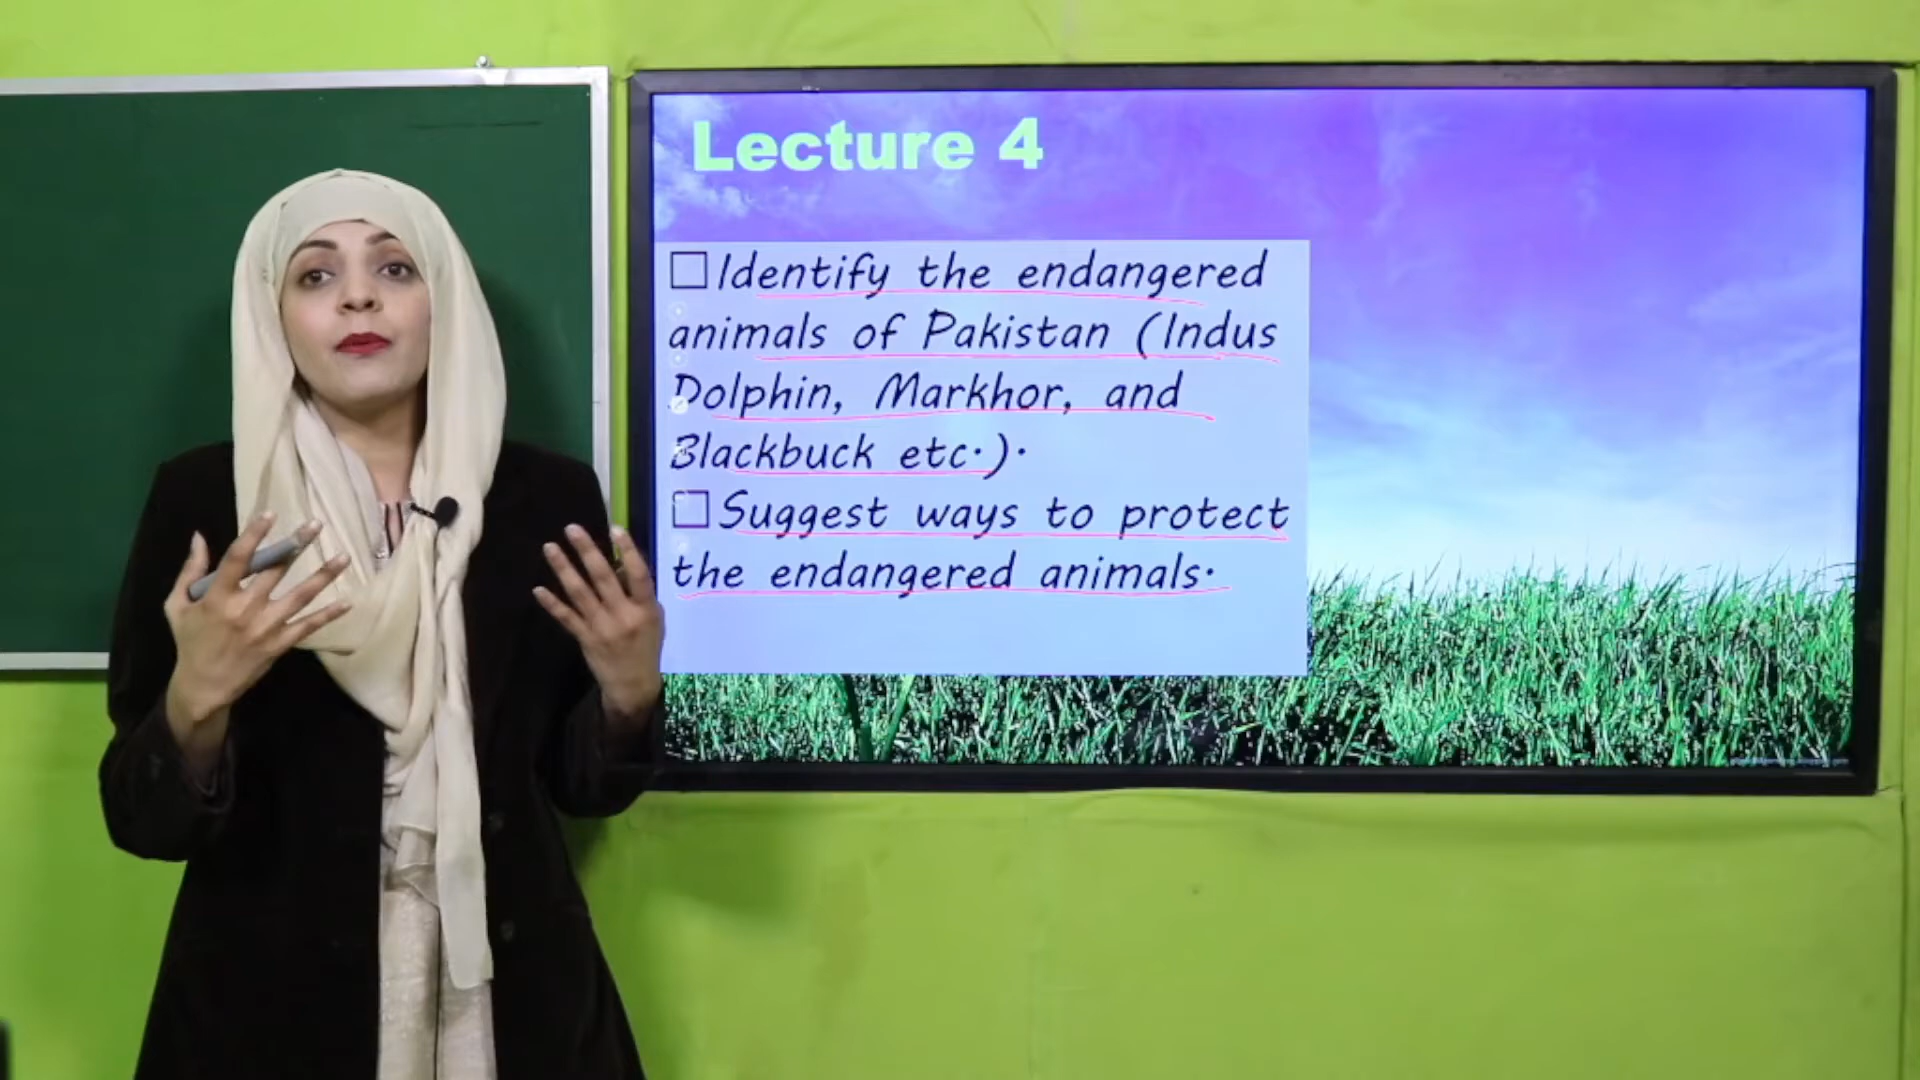 Lecture 4
☐Identify the endangered
animals of Pakistan (Indus
Dolphin, Markhor, and
Blackbuck etc.).
☐Suggest ways to protect
the endangered animals.